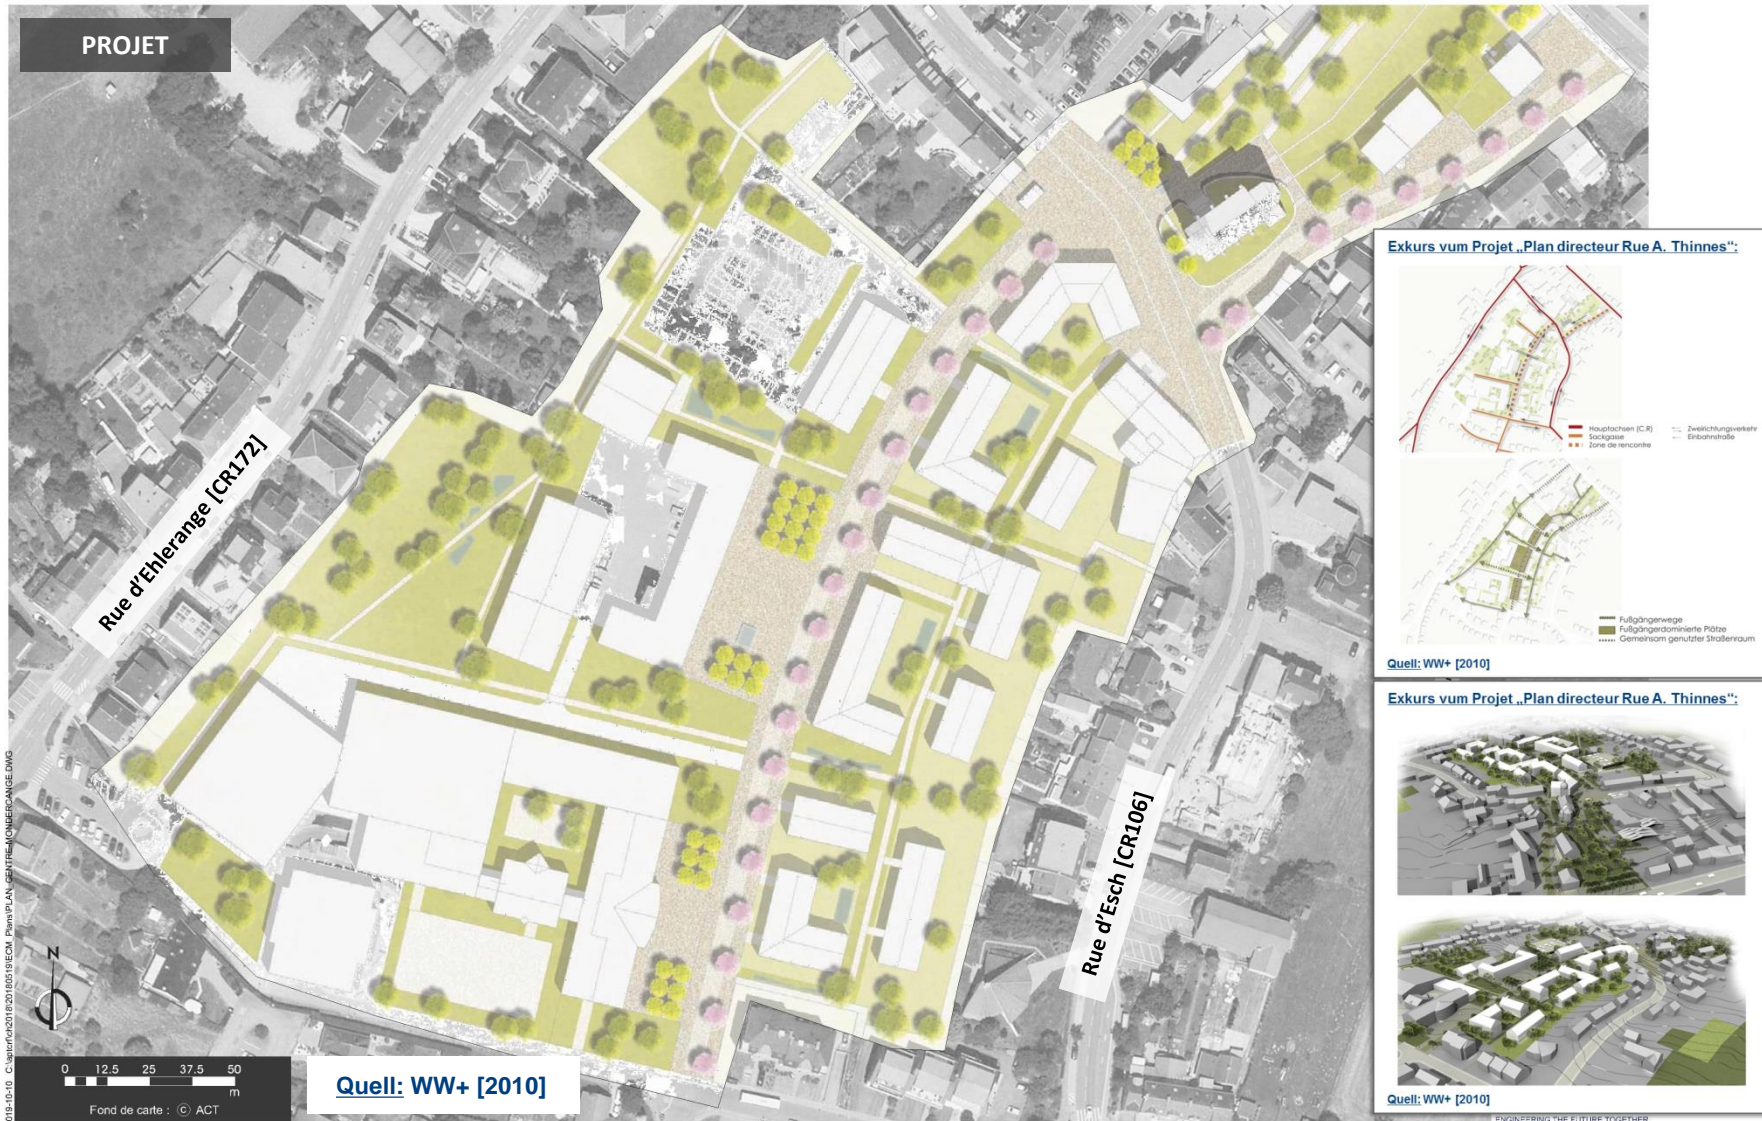 PROJET
Rue d'Ehlerange [CR172]
Rue d'Esch [CR106]
Exkurs vum Projet „Plan directeur Rue A. Thinnes“:
Hauptachsen (C.R)
Sackgasse
Zone de rencontre
Zweirichtungsverkehr
Einbahnstraße
Fußgängerwege
Fußgängerdominierte Plätze
Gemeinsam genutzter Straßenraum
Quell: WW+ [2010]
Exkurs vum Projet „Plan directeur Rue A. Thinnes“:
Quell: WW+ [2010]
N
0 12.5 25 37.5 50
m
Fond de carte : © ACT
Quell: WW+ [2010]
ENGINEERING THE FUTURE TOGETHER